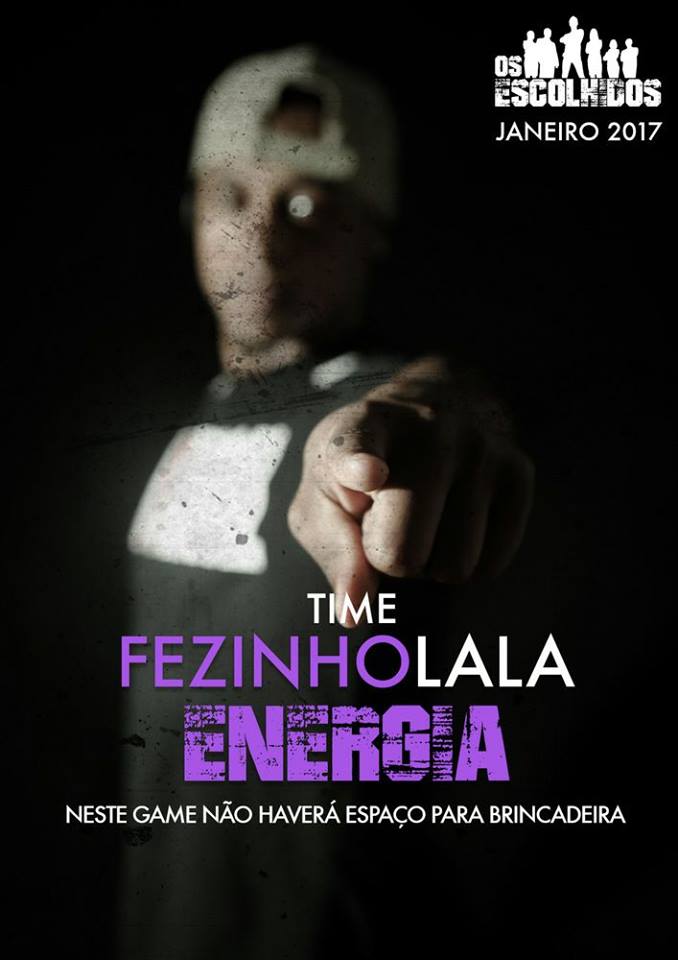 OS
ESCOLHIDOS
JANEIRO 2017
TIME
FEZINHOLALA
ENERGIA
NESTE GAME NÃO HAVERÁ ESPAÇO PARA BRINCADEIRA